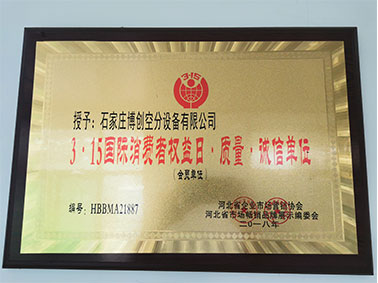 3·15
授予：石家庄博创空分设备有限公司
3·15国际消费者权益日·质量·诚信单位
会员单位
编号：HBBMA21887
河北省企业市场营销协会
河北省市场畅销品牌展示编委会
二○一八年